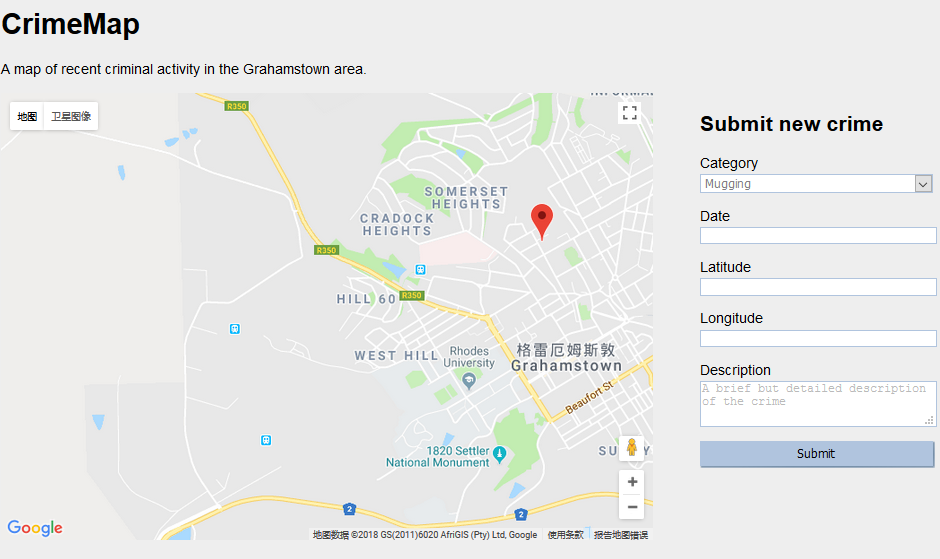 CrimeMap
A map of recent criminal activity in the Grahamstown area.
地图 卫星图像
R350
SOMERSET
HEIGHTS
CRADOCK
HEIGHTS
R350
R350
HILL 60
WEST HILL
Rhodes
University
格雷厄姆斯敦
Grahamstown
Beaufort St
1820 Settler
National Monument
2
2
Google
地图数据 ©2018 GS(2011)6020 AfriGIS (Pty) Ltd, Google 使用条款 报告地图错误
Submit new crime
Category
Mugging
Date
Latitude
Longitude
Description
A brief but detailed description
of the crime
Submit